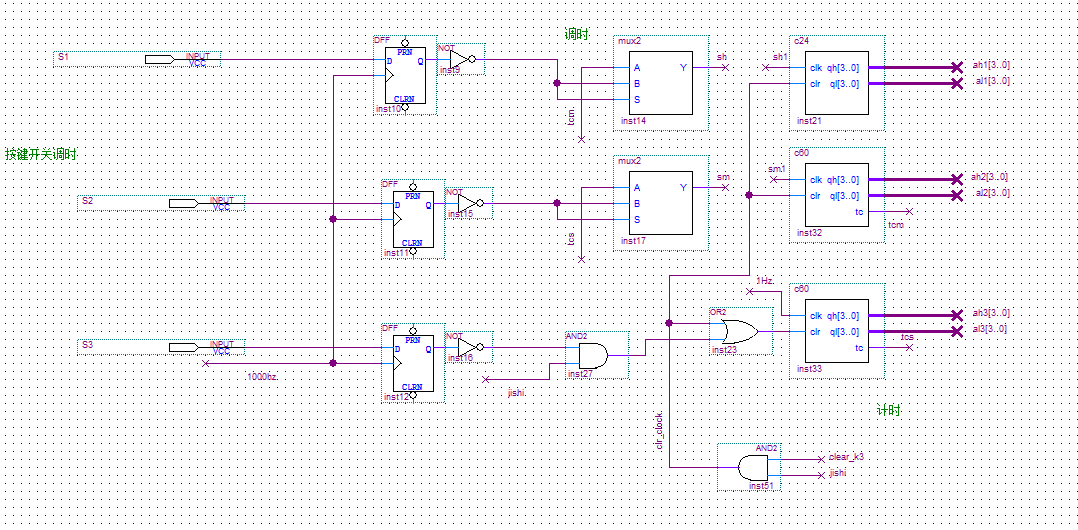 调时
按键开关调时
计时
S1
INPUT
VCC
DFF
PRN
D
Q
CLRN
inst10
NOT
inst9
tcm
mux2
A
B
S
Y
inst14
sh
sh1
c24
clk qh[3..0]
clr ql[3..0]
inst21
ah1[3..0]
al1[3..0]
S2
INPUT
VCC
DFF
PRN
D
Q
CLRN
inst11
NOT
inst15
tcs
mux2
A
B
S
Y
inst17
sm
sm1
c60
clk qh[3..0]
clr ql[3..0]
tc
inst32
ah2[3..0]
al2[3..0]
tcm
S3
INPUT
VCC
1000hz
DFF
PRN
D
Q
CLRN
inst12
NOT
inst16
jishi
AND2
inst27
OR2
inst23
1Hz
c60
clk qh[3..0]
clr ql[3..0]
tc
inst33
ah3[3..0]
al3[3..0]
tcs
clr_clock
AND2
inst51
clear_k3
jishi